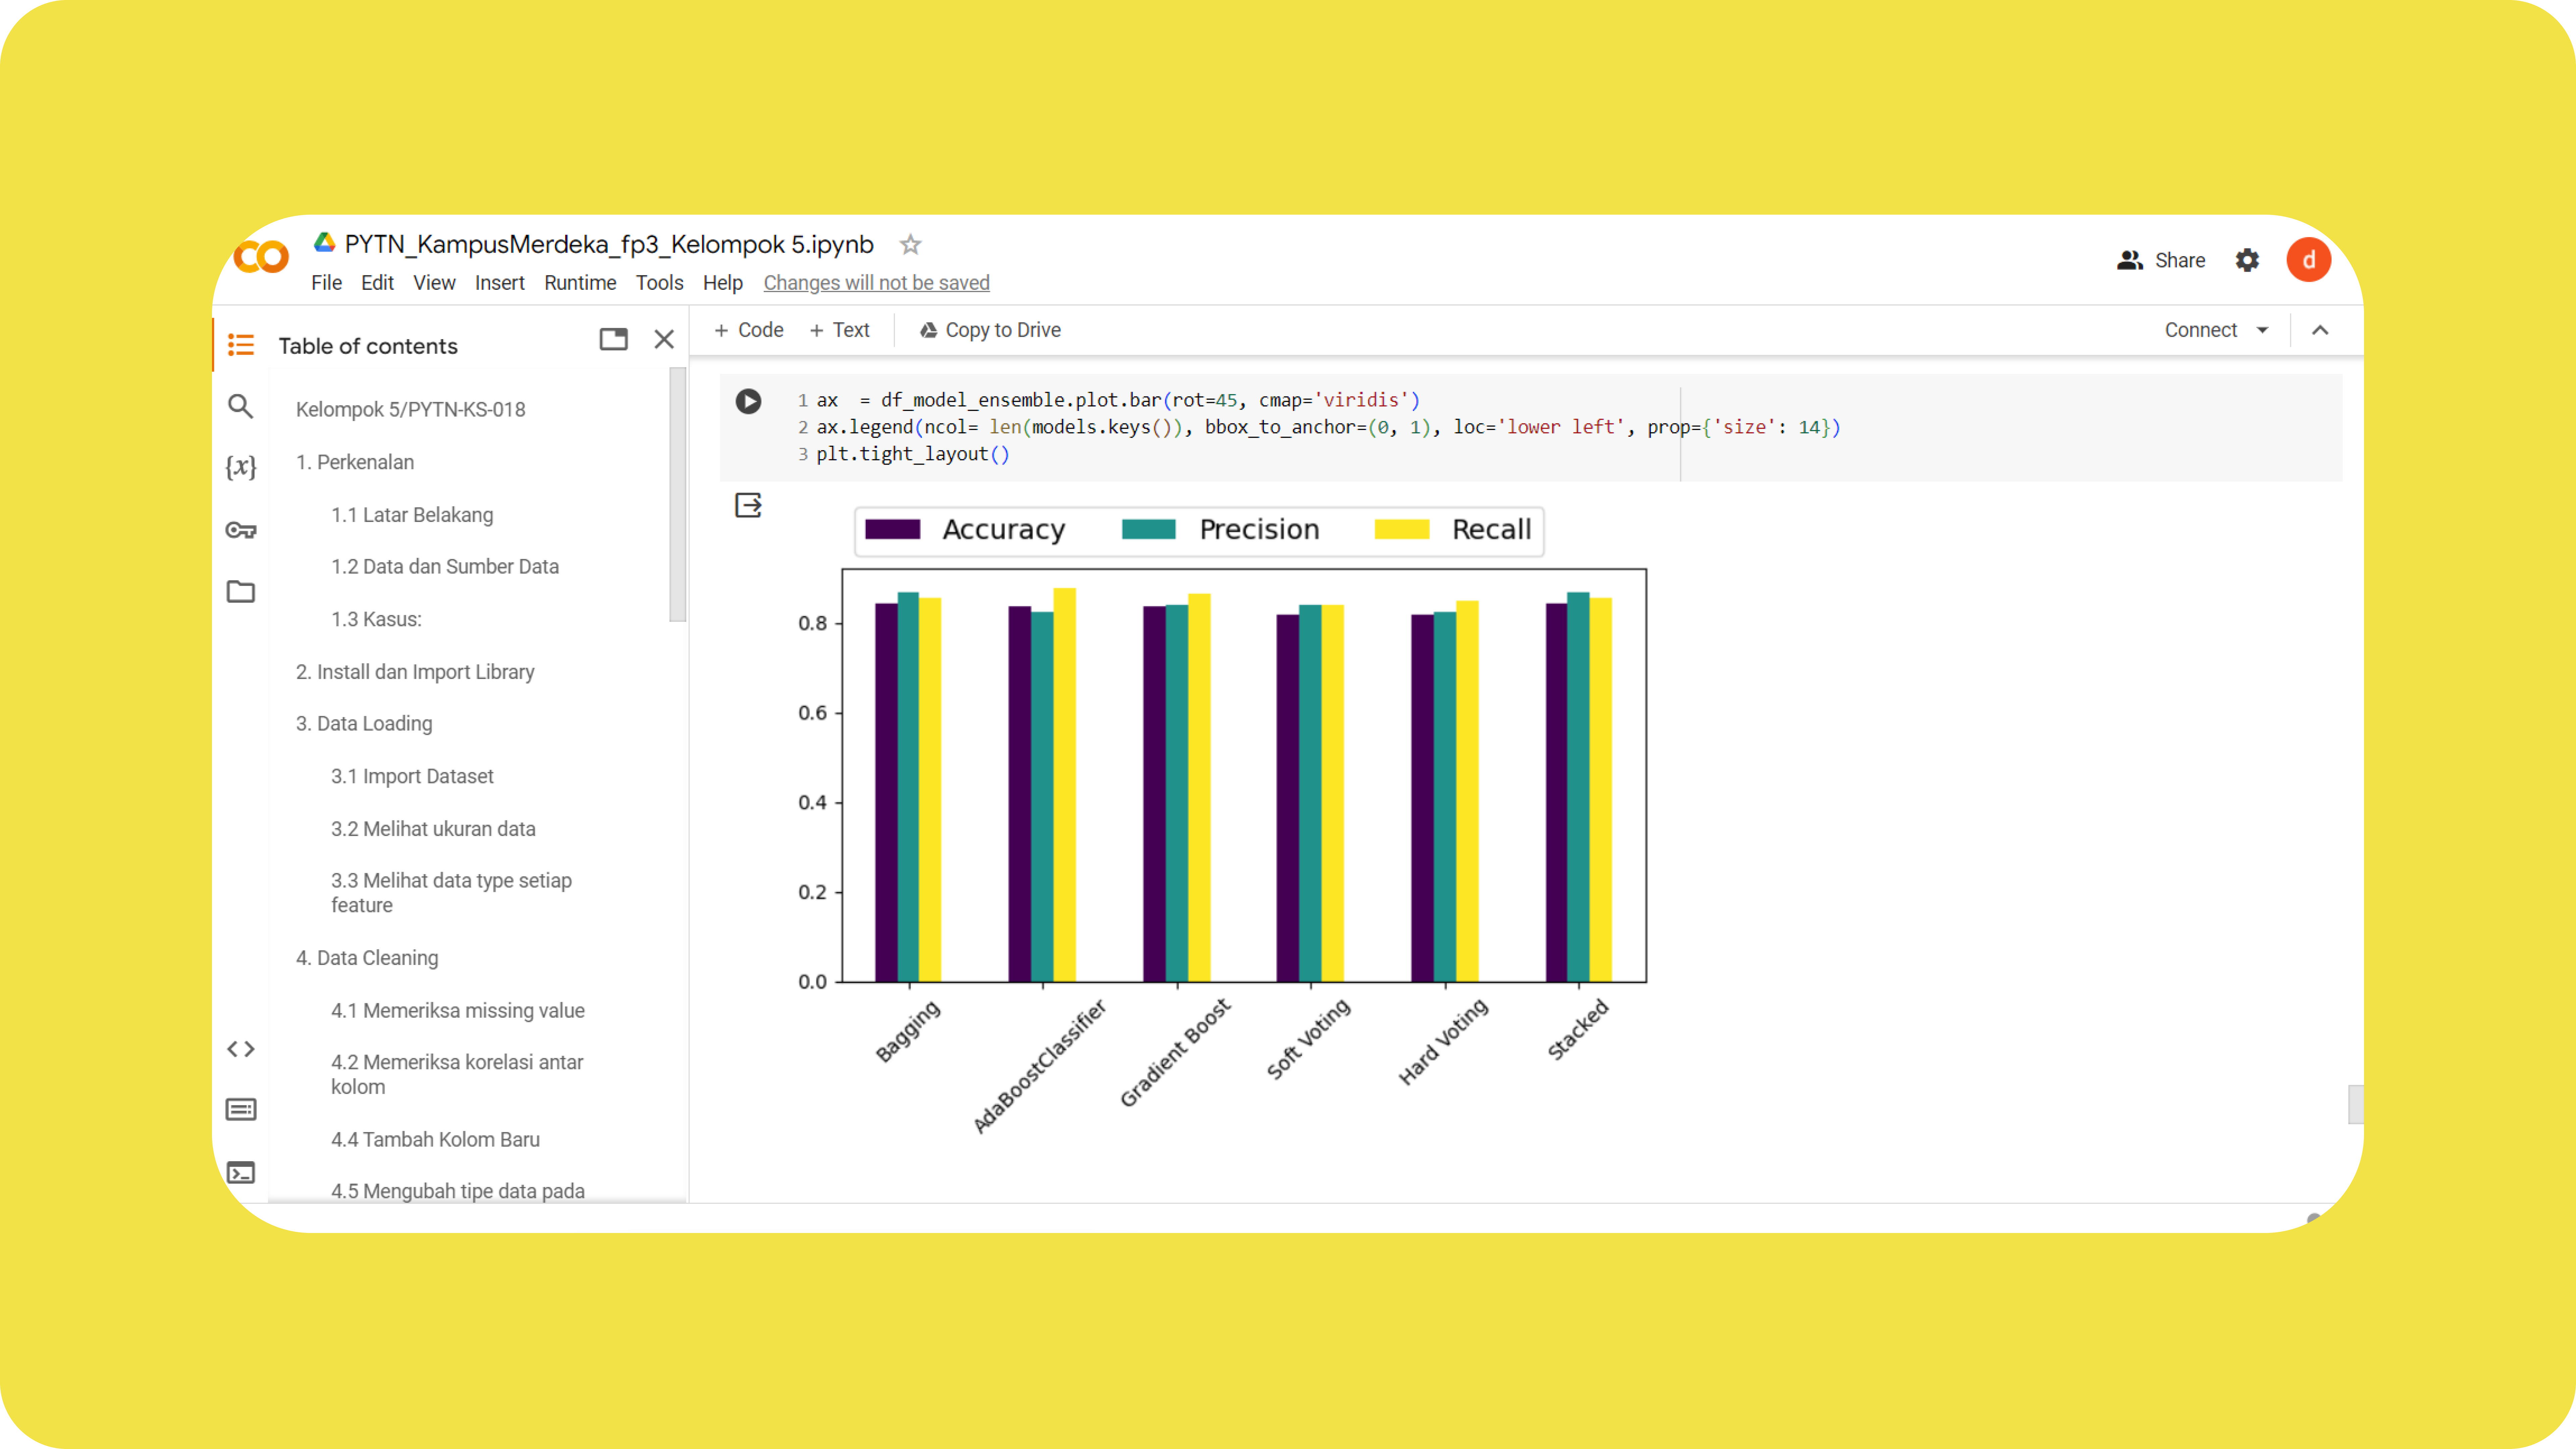 PYTN_KampusMerdeka_fp3_Kelompok 5.ipynb
File Edit View Insert Runtime Tools Help Changes will not be saved
Share
d
Table of contents
+ Code + Text Copy to Drive
Connect
Kelompok 5/PYTN-KS-018
1. Perkenalan
1.1 Latar Belakang
1.2 Data dan Sumber Data
1.3 Kasus:
2. Install dan Import Library
3. Data Loading
3.1 Import Dataset
3.2 Melihat ukuran data
3.3 Melihat data type setiap
feature
4. Data Cleaning
4.1 Memeriksa missing value
4.2 Memeriksa korelasi antar
kolom
4.4 Tambah Kolom Baru
4.5 Mengubah tipe data pada
{x}
1 ax  = df_model_ensemble.plot.bar(rot=45, cmap='viridis')
2 ax.legend(ncol= len(models.keys()), bbox_to_anchor=(0, 1), loc='lower left', prop={'size': 14})
3 plt.tight_layout()
Accuracy Precision Recall
0.8
0.6
0.4
0.2
0.0
Bagging
AdaBoostClassifier
Gradient Boost
Soft Voting
Hard Voting
Stacked